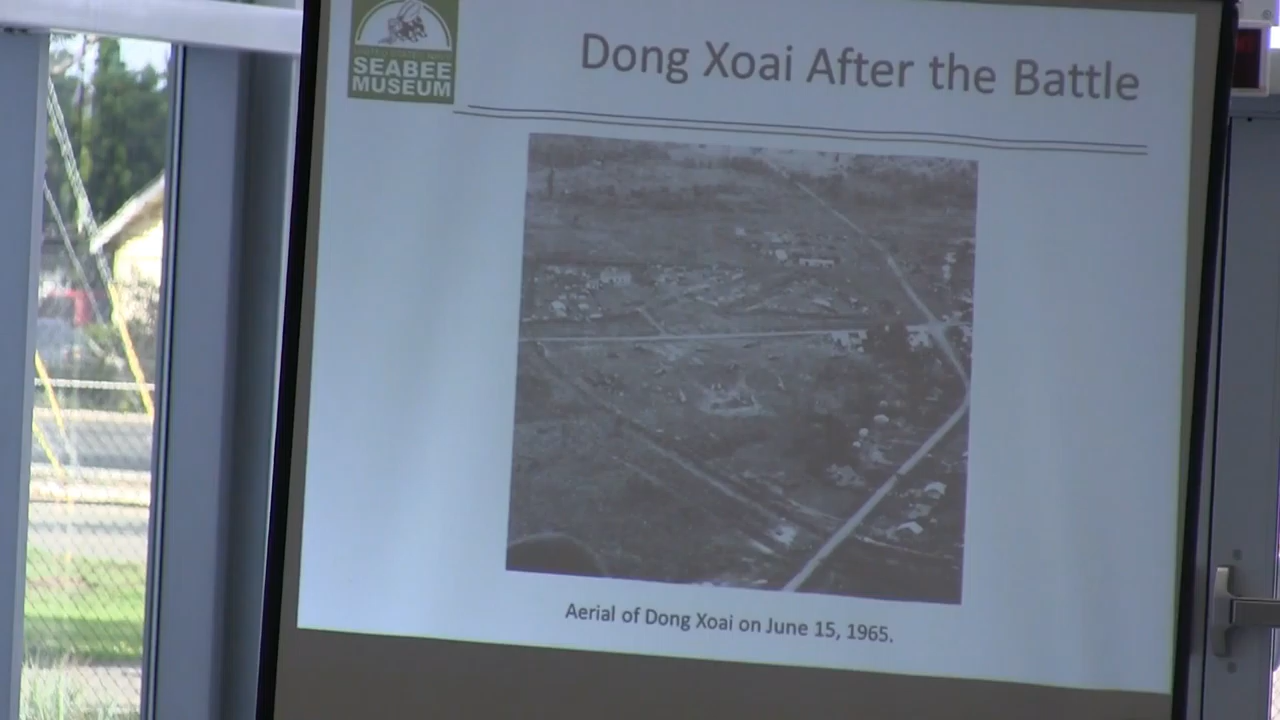 SEABEE
MUSEUM
Dong Xoai After the Battle
Aerial of Dong Xoai on June 15, 1965.